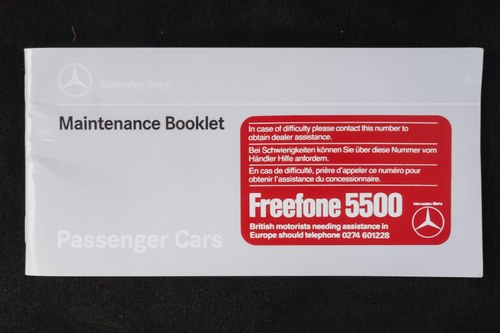 Mercedes-Benz
Maintenance Booklet
In case of difficulty please contact this number to
obtain dealer assistance.
Bei Schwierigkeiten können Sie über diese Nummer vom
Händler Hilfe anfordern.
En cas de difficulté, prière d'appeler ce numéro pour
obtenir l'assistance du concessionaire.
Freefone 5500
British motorists needing assistance in
Europe should telephone 0274 601228
Mercedes-Benz
Passenger Cars